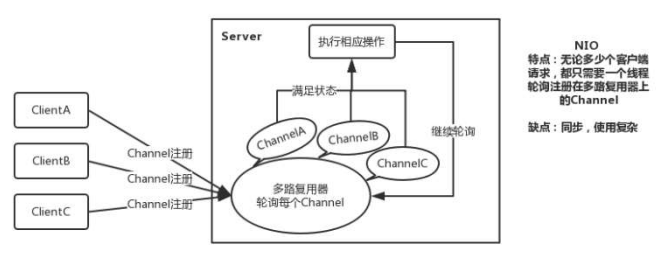 Server
执行相应操作
NIO
特点：无论多少个客户端
请求，都只需要一个线程
轮询注册在多路复用器上
的Channel
缺点：同步，使用复杂
满足状态
继续轮询
ClientA
ClientB
ClientC
Channel注册
Channel注册
Channel注册
ChannelA
ChannelB
ChannelC
多路复用器
轮询每个Channel